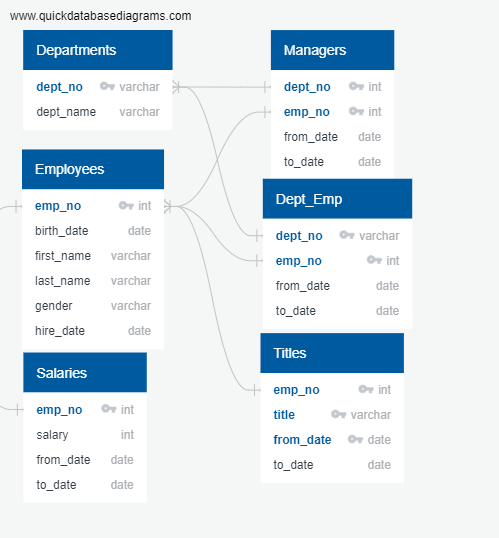 www.quickdatabasediagrams.com
Departments
dept_no varchar
dept_name varchar
Managers
dept_no int
emp_no int
from_date date
to_date date
Employees
emp_no int
birth_date date
first_name varchar
last_name varchar
gender varchar
hire_date date
Dept_Emp
dept_no varchar
emp_no int
from_date date
to_date date
Salaries
emp_no int
salary int
from_date date
to_date date
Titles
emp_no int
title varchar
from_date date
to_date date